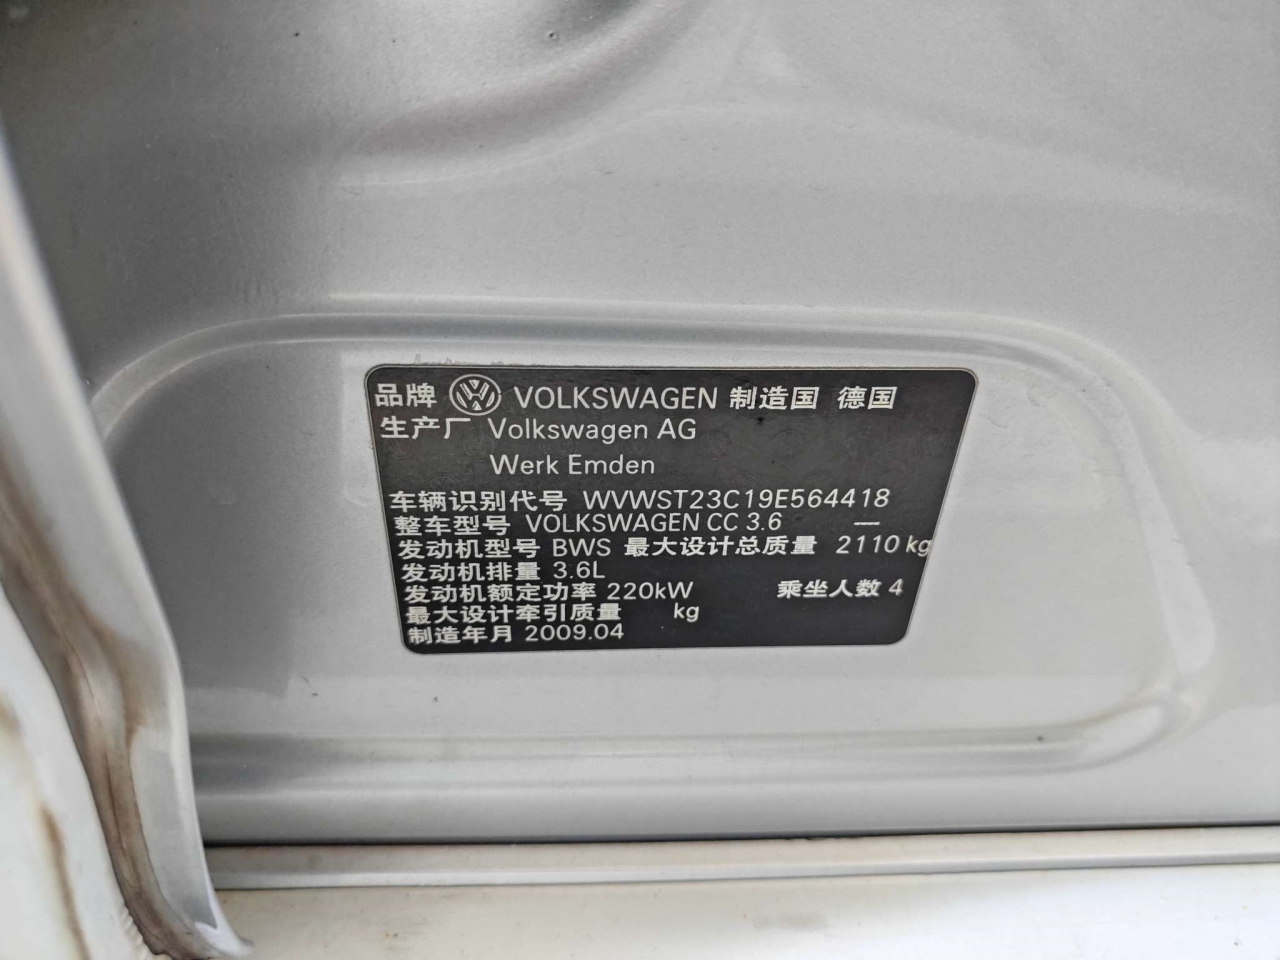 品牌 VOLKSWAGEN 制造国 德国
生产厂 Volkswagen AG
Werk Emden
车辆识别代号 WVWST23C19E564418
整车型号 VOLKSWAGEN CC 3.6 —
发动机型号 BWS 最大设计总质量 2110 kg
发动机排量 3.6L
发动机额定功率 220kW 乘坐人数 4
最大设计牵引质量 kg
制造年月 2009.04